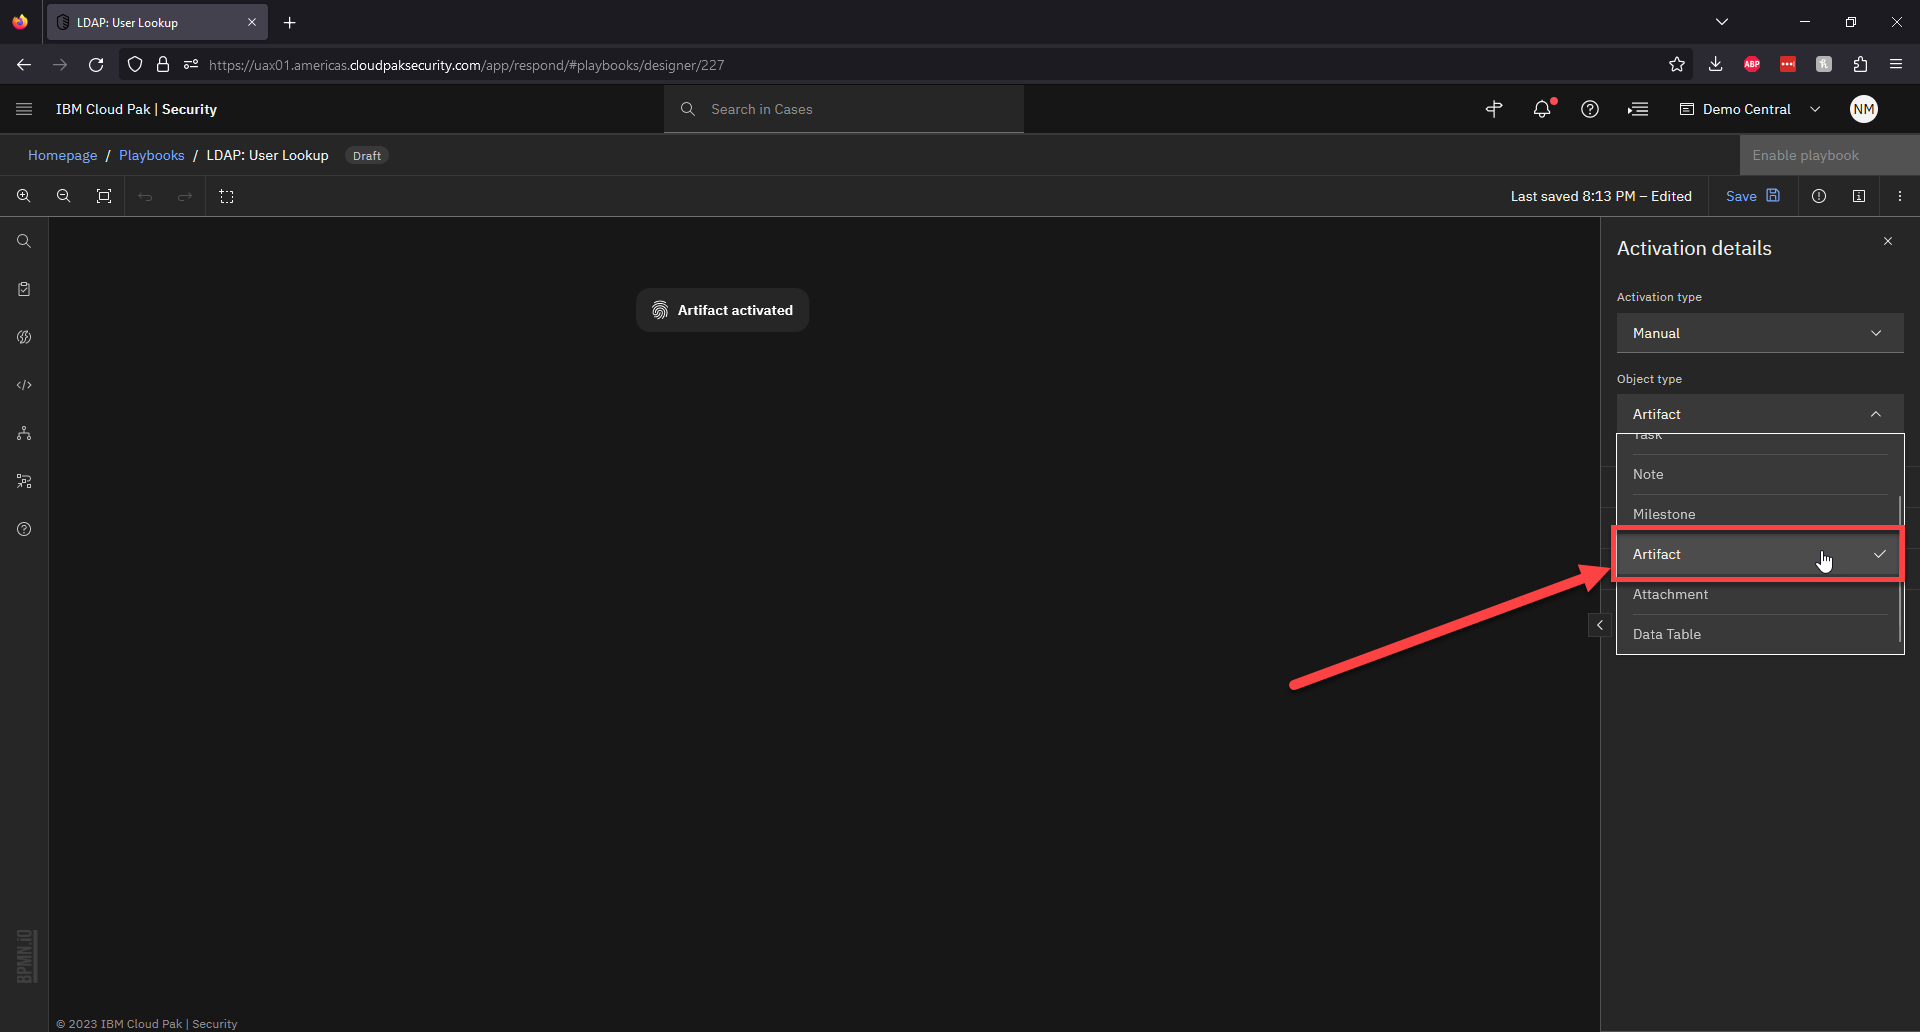 LDAP: User Lookup
https://uax01.americas.cloudpaksecurity.com/app/respond/#playbooks/designer/227
ABP
IBM Cloud Pak | Security
Search in Cases
Demo Central
NM
Homepage / Playbooks / LDAP: User Lookup Draft
Enable playbook
Last saved 8:13 PM – Edited
Save
Activation details
Artifact activated
Activation type
Manual
Object type
Artifact
Task
Note
Milestone
Artifact
Attachment
Data Table
BPMN.iO
© 2023 IBM Cloud Pak | Security